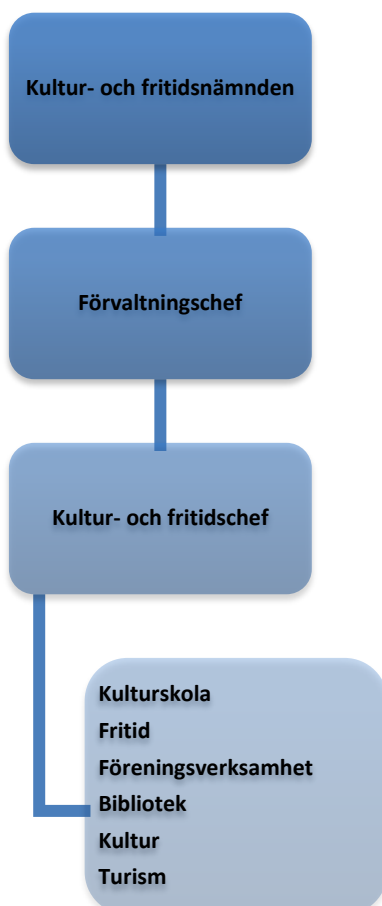 Kultur- och fritidsnämnden
Förvaltningschef
Kultur- och fritidschef
Kulturskola
Fritid
Föreningsverksamhet
Bibliotek
Kultur
Turism